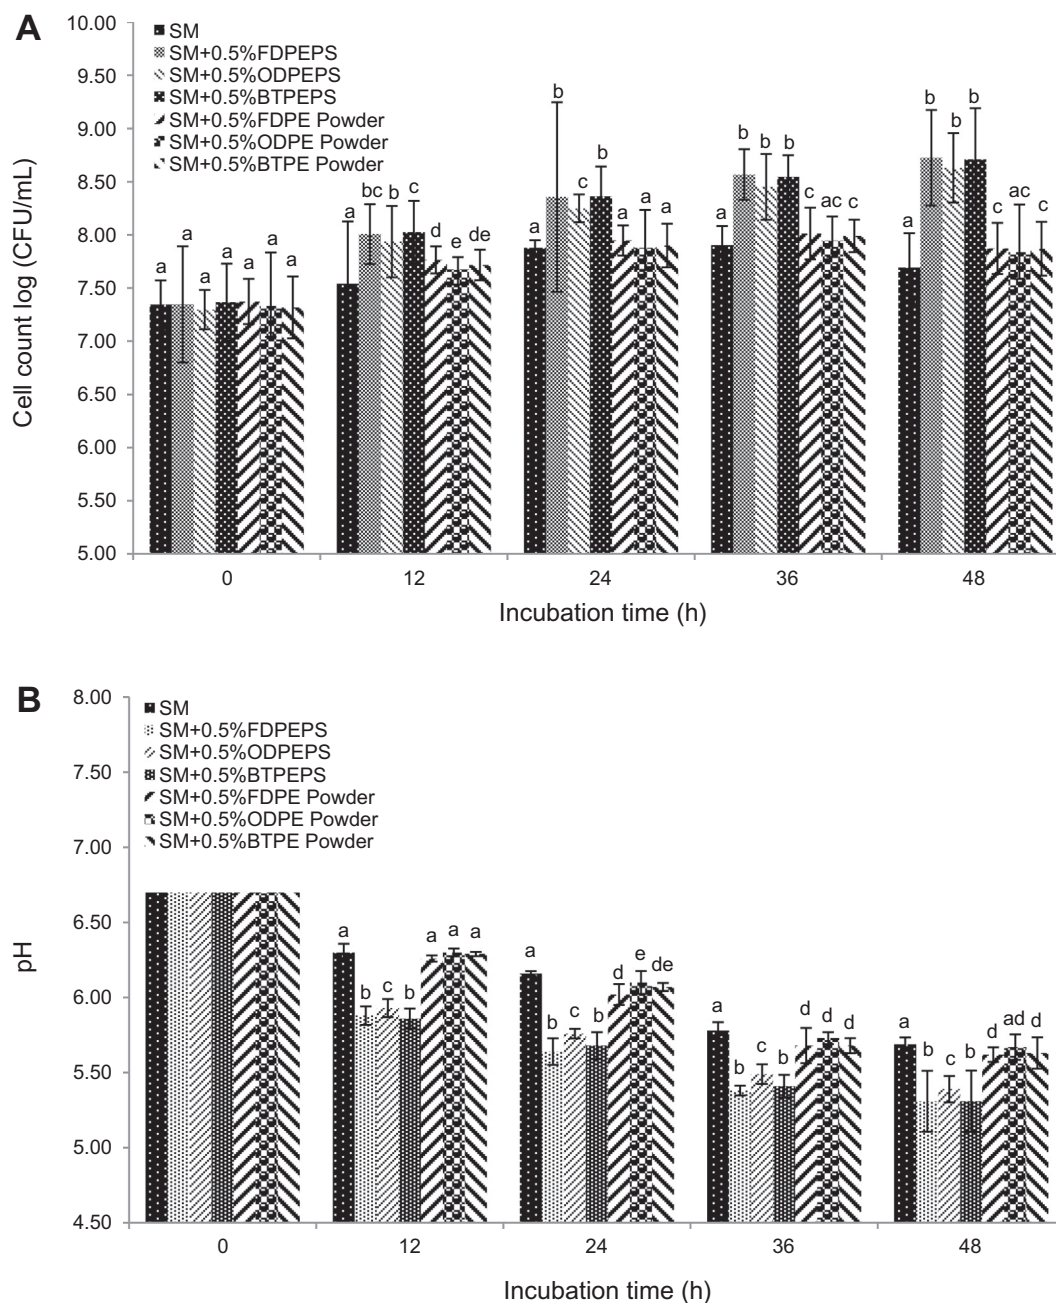 A
10.00
9.50
9.00
8.50
8.00
7.50
7.00
6.50
6.00
5.50
5.00
Cell count log (CFU/mL)
SM
SM+0.5%FDPEPS
SM+0.5%ODPEPS
SM+0.5%BTPEPS
SM+0.5%FDPE Powder
SM+0.5%ODPE Powder
SM+0.5%BTPE Powder
a a a a a a a
a bc b c d e de
a b c b a a a
a b b b c ac c
a b b b c ac c
0 12 24 36 48
Incubation time (h)
B
8.00
7.50
7.00
6.50
6.00
5.50
5.00
4.50
pH
SM
SM+0.5%FDPEPS
SM+0.5%ODPEPS
SM+0.5%BTPEPS
SM+0.5%FDPE Powder
SM+0.5%ODPE Powder
SM+0.5%BTPE Powder
a b c b a a a
a b c b d e de
a b c b d d d
a b c b d ad d
0 12 24 36 48
Incubation time (h)